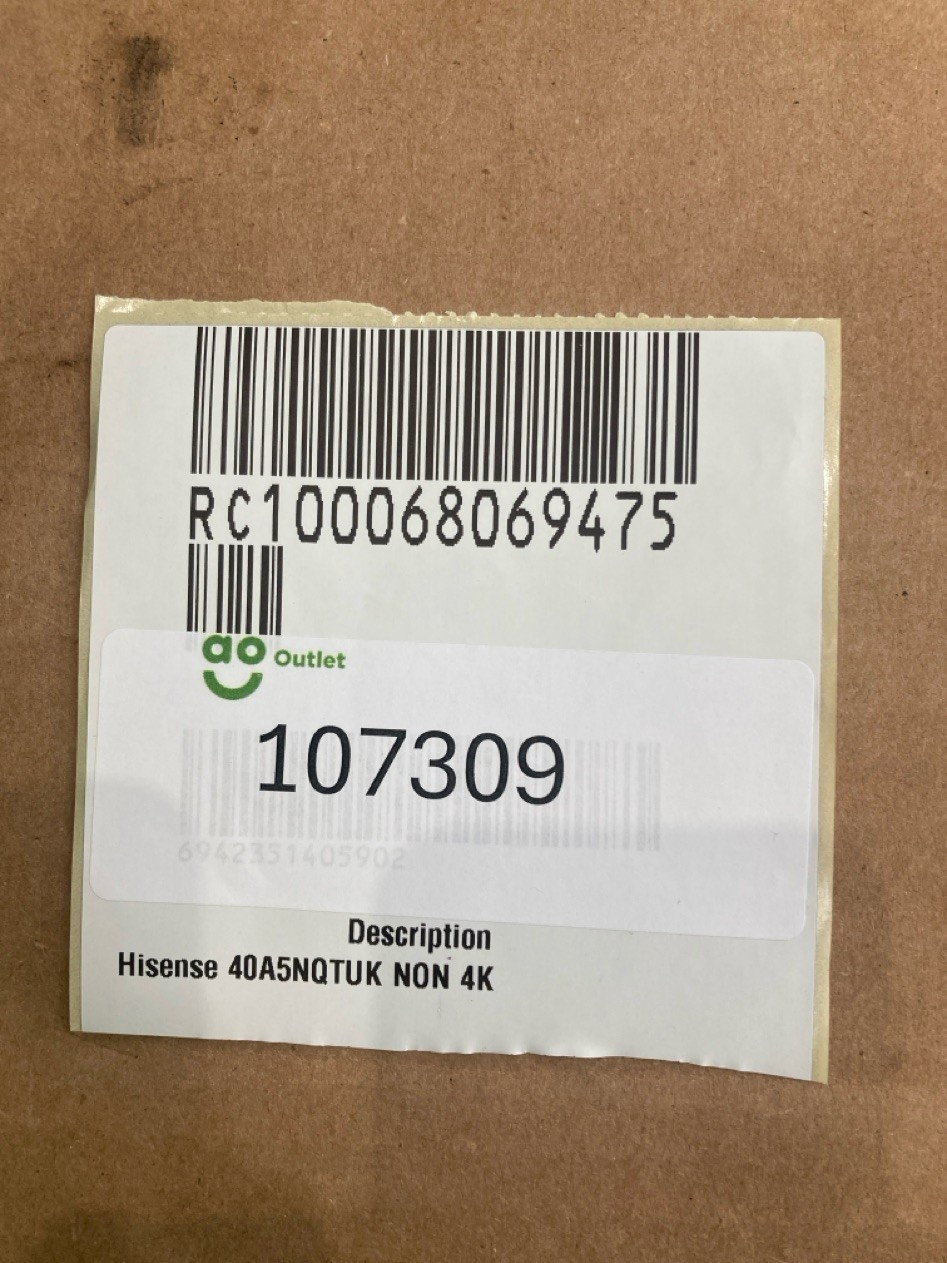 RC100068069475
ao Outlet
107309
6942351405902
Description
Hisense 40A5NQTUK NON 4K